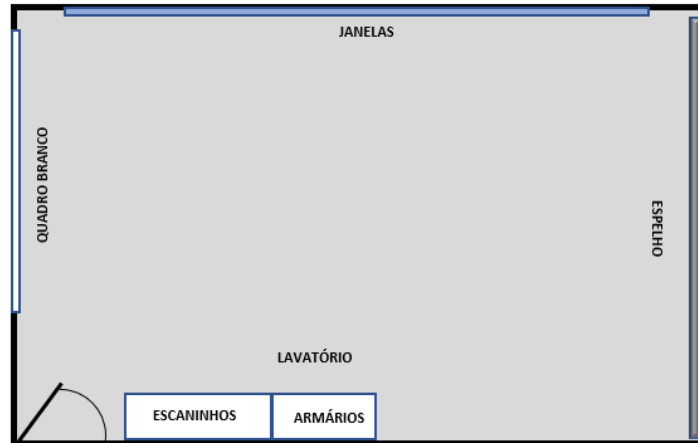 JANELAS
QUADRO BRANCO
ESPELHO
LAVATÓRIO
ESCANINHOS
ARMÁRIOS